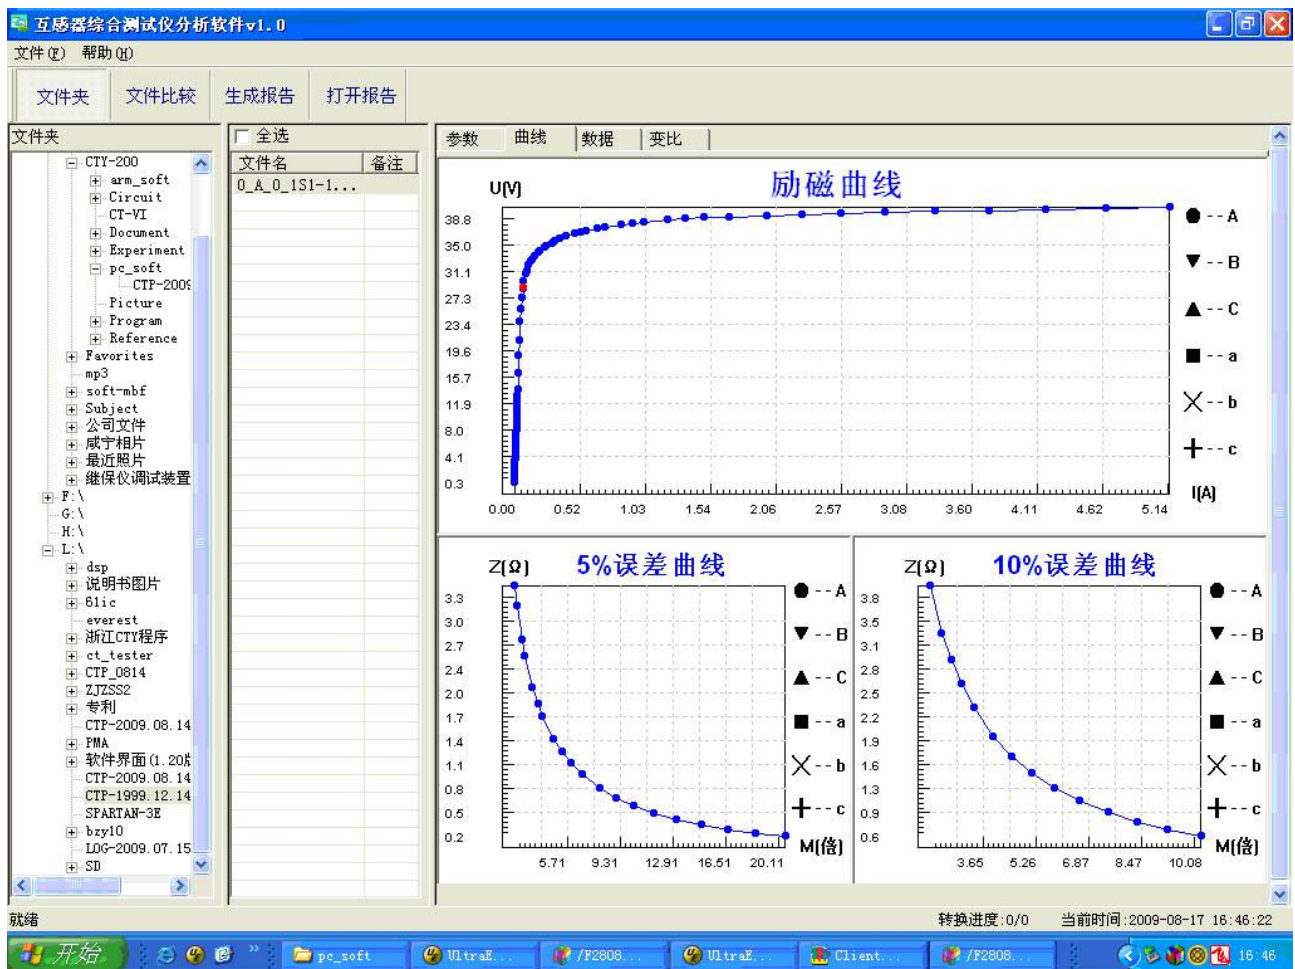 互感器综合测试仪分析软件v1.0
文件(F) 帮助(H)
文件夹 文件比较 生成报告 打开报告
文件夹
CTY-200
arm_soft
Circuit
CT-VI
Document
Experiment
pc_soft
CTP-2009
Picture
Program
Reference
Favorites
mp3
soft-mbf
Subject
公司文件
咸宁相片
最近照片
继保仪调试装置
F:\
G:\
H:\
L:\
dsp
说明书图片
61ic
everest
浙江CTY程序
ct_tester
CTP_0814
ZJZSS2
专利
CTP-2009.08.14
PMA
软件界面(1.20版
CTP-2009.08.14
CTP-1999.12.14
SPARTAN-3E
bzy10
LOG-2009.07.15
SD
全选
文件名 备注
0_A_0_1S1-1...
参数 曲线 数据 变比
U(V) 励磁曲线
38.8
35.0
31.1
27.3
23.4
19.6
15.7
11.9
8.0
4.1
0.3
0.00 0.52 1.03 1.54 2.06 2.57 3.08 3.60 4.11 4.62 5.14
I(A)
--A
--B
--C
--a
--b
--c
Z(Ω) 5%误差曲线
3.3
3.0
2.7
2.4
2.0
1.7
1.4
1.1
0.8
0.5
0.2
5.71 9.31 12.91 16.51 20.11
M(倍)
--A
--B
--C
--a
--b
--c
Z(Ω) 10%误差曲线
3.8
3.5
3.1
2.8
2.5
2.2
1.9
1.6
1.3
0.9
0.6
3.65 5.26 6.87 8.47 10.08
M(倍)
--A
--B
--C
--a
--b
--c
就绪 转换进度:0/0 当前时间:2009-08-17 16:46:22
开始 » pc_soft UltraE... /F2808... UltraE... Client... /F2808... 16:46